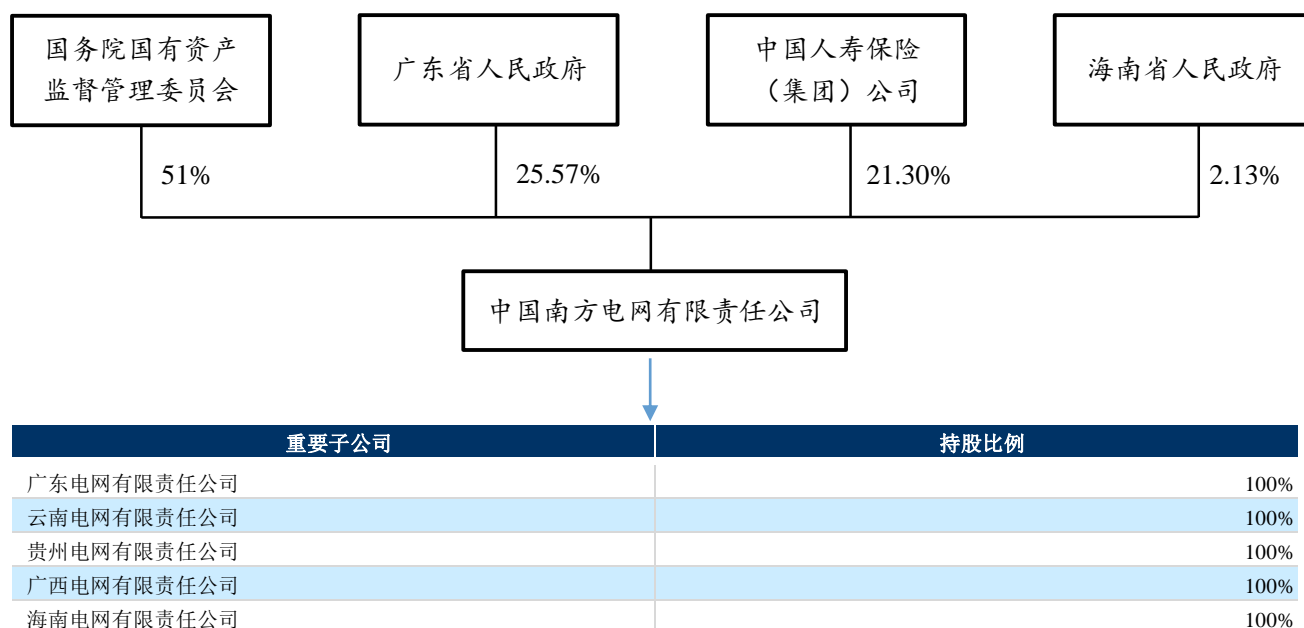 国务院国有资产
监督管理委员会
广东省人民政府
中国人寿保险
（集团）公司
海南省人民政府
51%
25.57%
21.30%
2.13%
中国南方电网有限责任公司
重要子公司 持股比例
广东电网有限责任公司 100%
云南电网有限责任公司 100%
贵州电网有限责任公司 100%
广西电网有限责任公司 100%
海南电网有限责任公司 100%